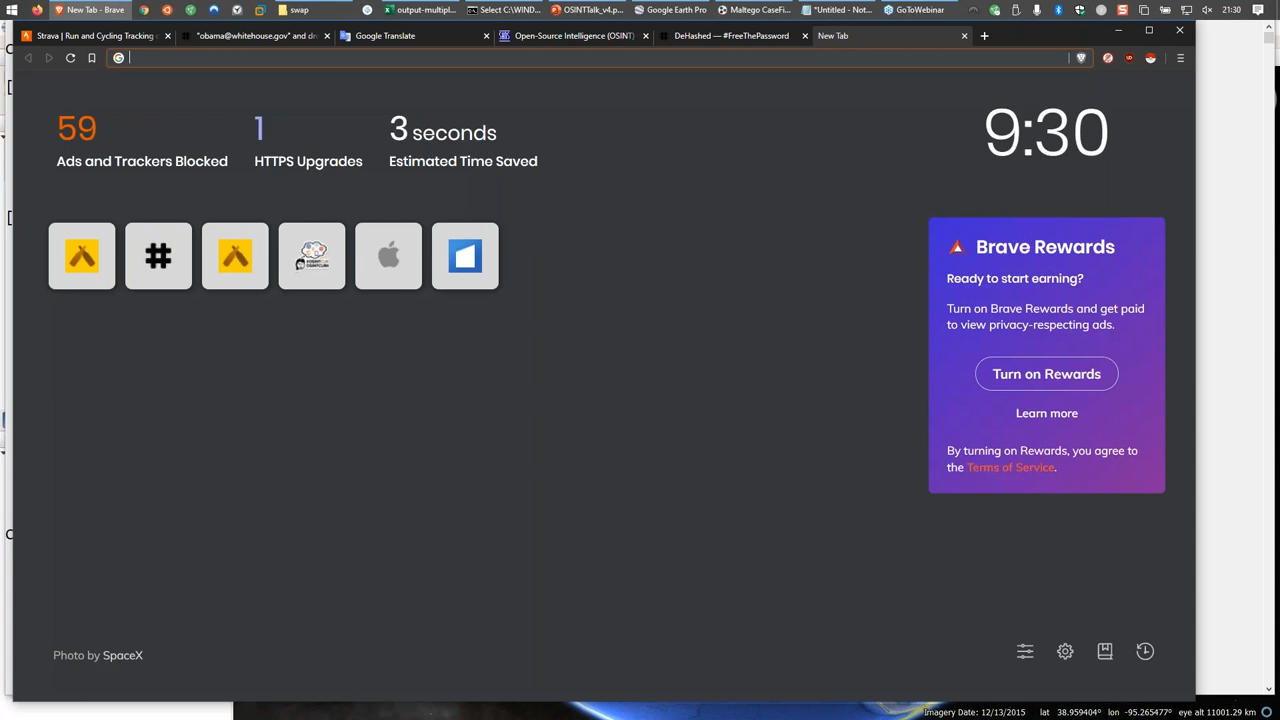 New Tab - Brave
swap
output-multipl...
Select C:\WIND...
OSINTTalk_v4.p...
Google Earth Pro
Maltego CaseFi...
*Untitled - Not...
GoToWebinar
21:30
Strava | Run and Cycling Tracking o
"obama@whitehouse.gov" and dr
Google Translate
Open-Source Intelligence (OSINT)
DeHashed — #FreeThePassword
New Tab
59
Ads and Trackers Blocked
1
HTTPS Upgrades
3 seconds
Estimated Time Saved
9:30
Brave Rewards
Ready to start earning?
Turn on Brave Rewards and get paid
to view privacy-respecting ads.
Turn on Rewards
Learn more
By turning on Rewards, you agree to
the Terms of Service.
Photo by SpaceX
Imagery Date: 12/13/2015 lat 38.959404° lon -95.265477° eye alt 11001.29 km